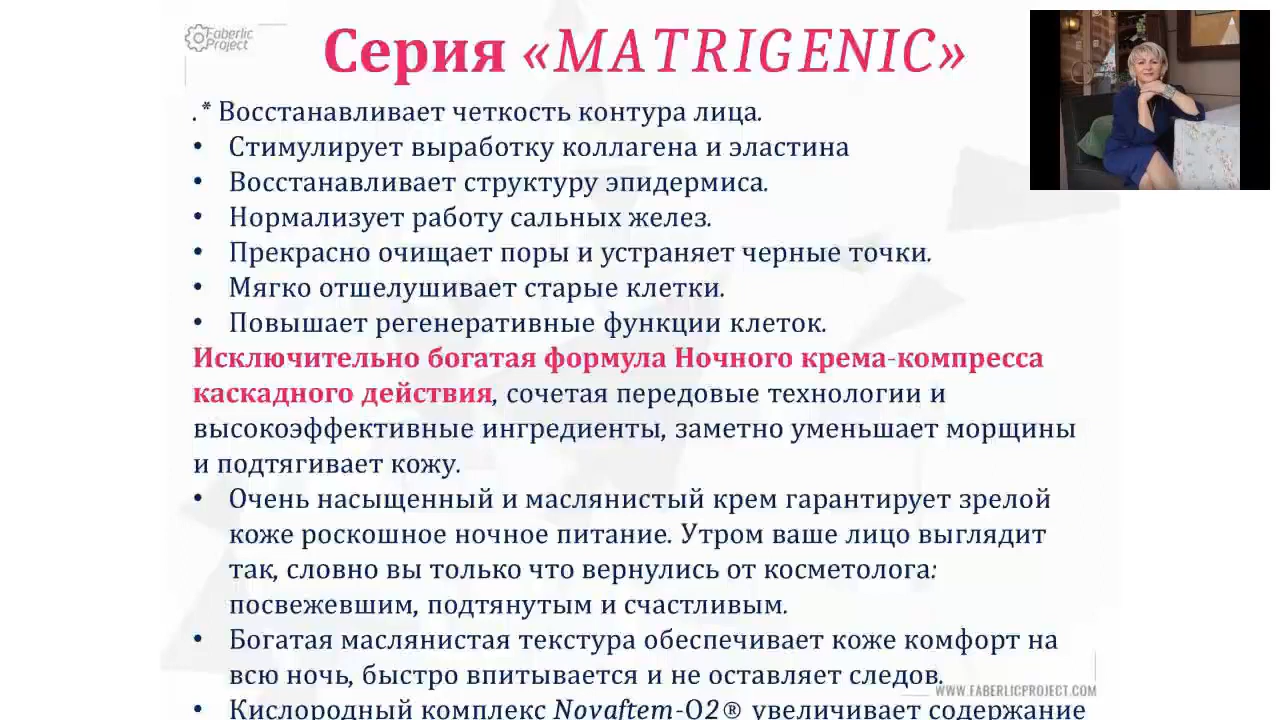 Faberlic
Project
Серия «MATRIGENIC»
.* Восстанавливает четкость контура лица.
• Стимулирует выработку коллагена и эластина
• Восстанавливает структуру эпидермиса.
• Нормализует работу сальных желез.
• Прекрасно очищает поры и устраняет черные точки.
• Мягко отшелушивает старые клетки.
• Повышает регенеративные функции клеток.
Исключительно богатая формула Ночного крема-компресса
каскадного действия, сочетая передовые технологии и
высокоэффективные ингредиенты, заметно уменьшает морщины
и подтягивает кожу.
• Очень насыщенный и маслянистый крем гарантирует зрелой
коже роскошное ночное питание. Утром ваше лицо выглядит
так, словно вы только что вернулись от косметолога:
посвежевшим, подтянутым и счастливым.
• Богатая маслянистая текстура обеспечивает коже комфорт на
всю ночь, быстро впитывается и не оставляет следов.
WWW.FABERLICPROJECT.COM
• Кислородный комплекс Novaftem-O2® увеличивает содержание